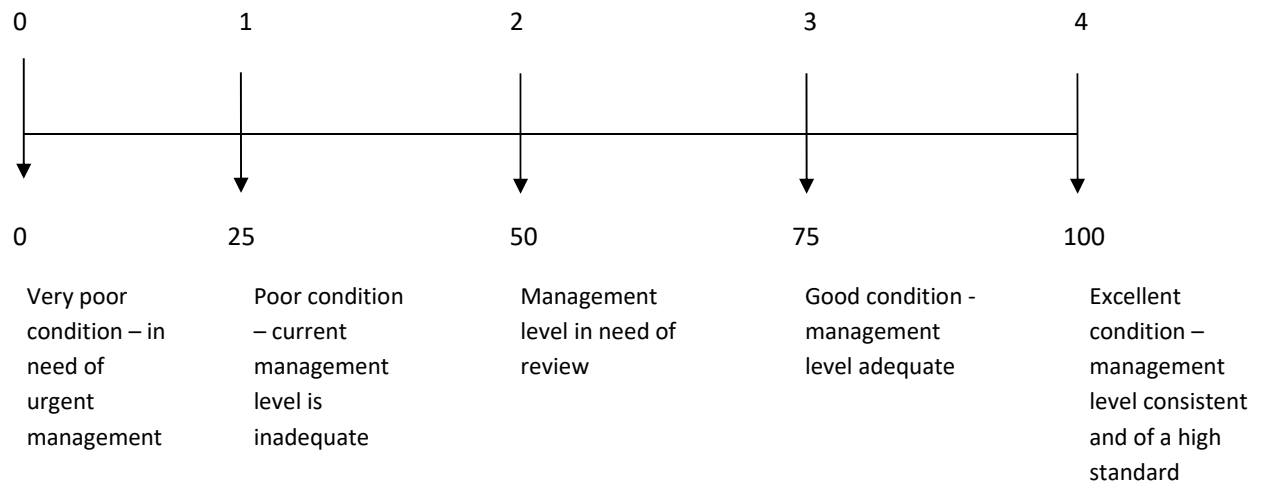 0
1
2
3
4
0
25
50
75
100
Very poor
condition – in
need of
urgent
management
Poor condition
– current
management
level is
inadequate
Management
level in need of
review
Good condition -
management
level adequate
Excellent
condition –
management
level consistent
and of a high
standard